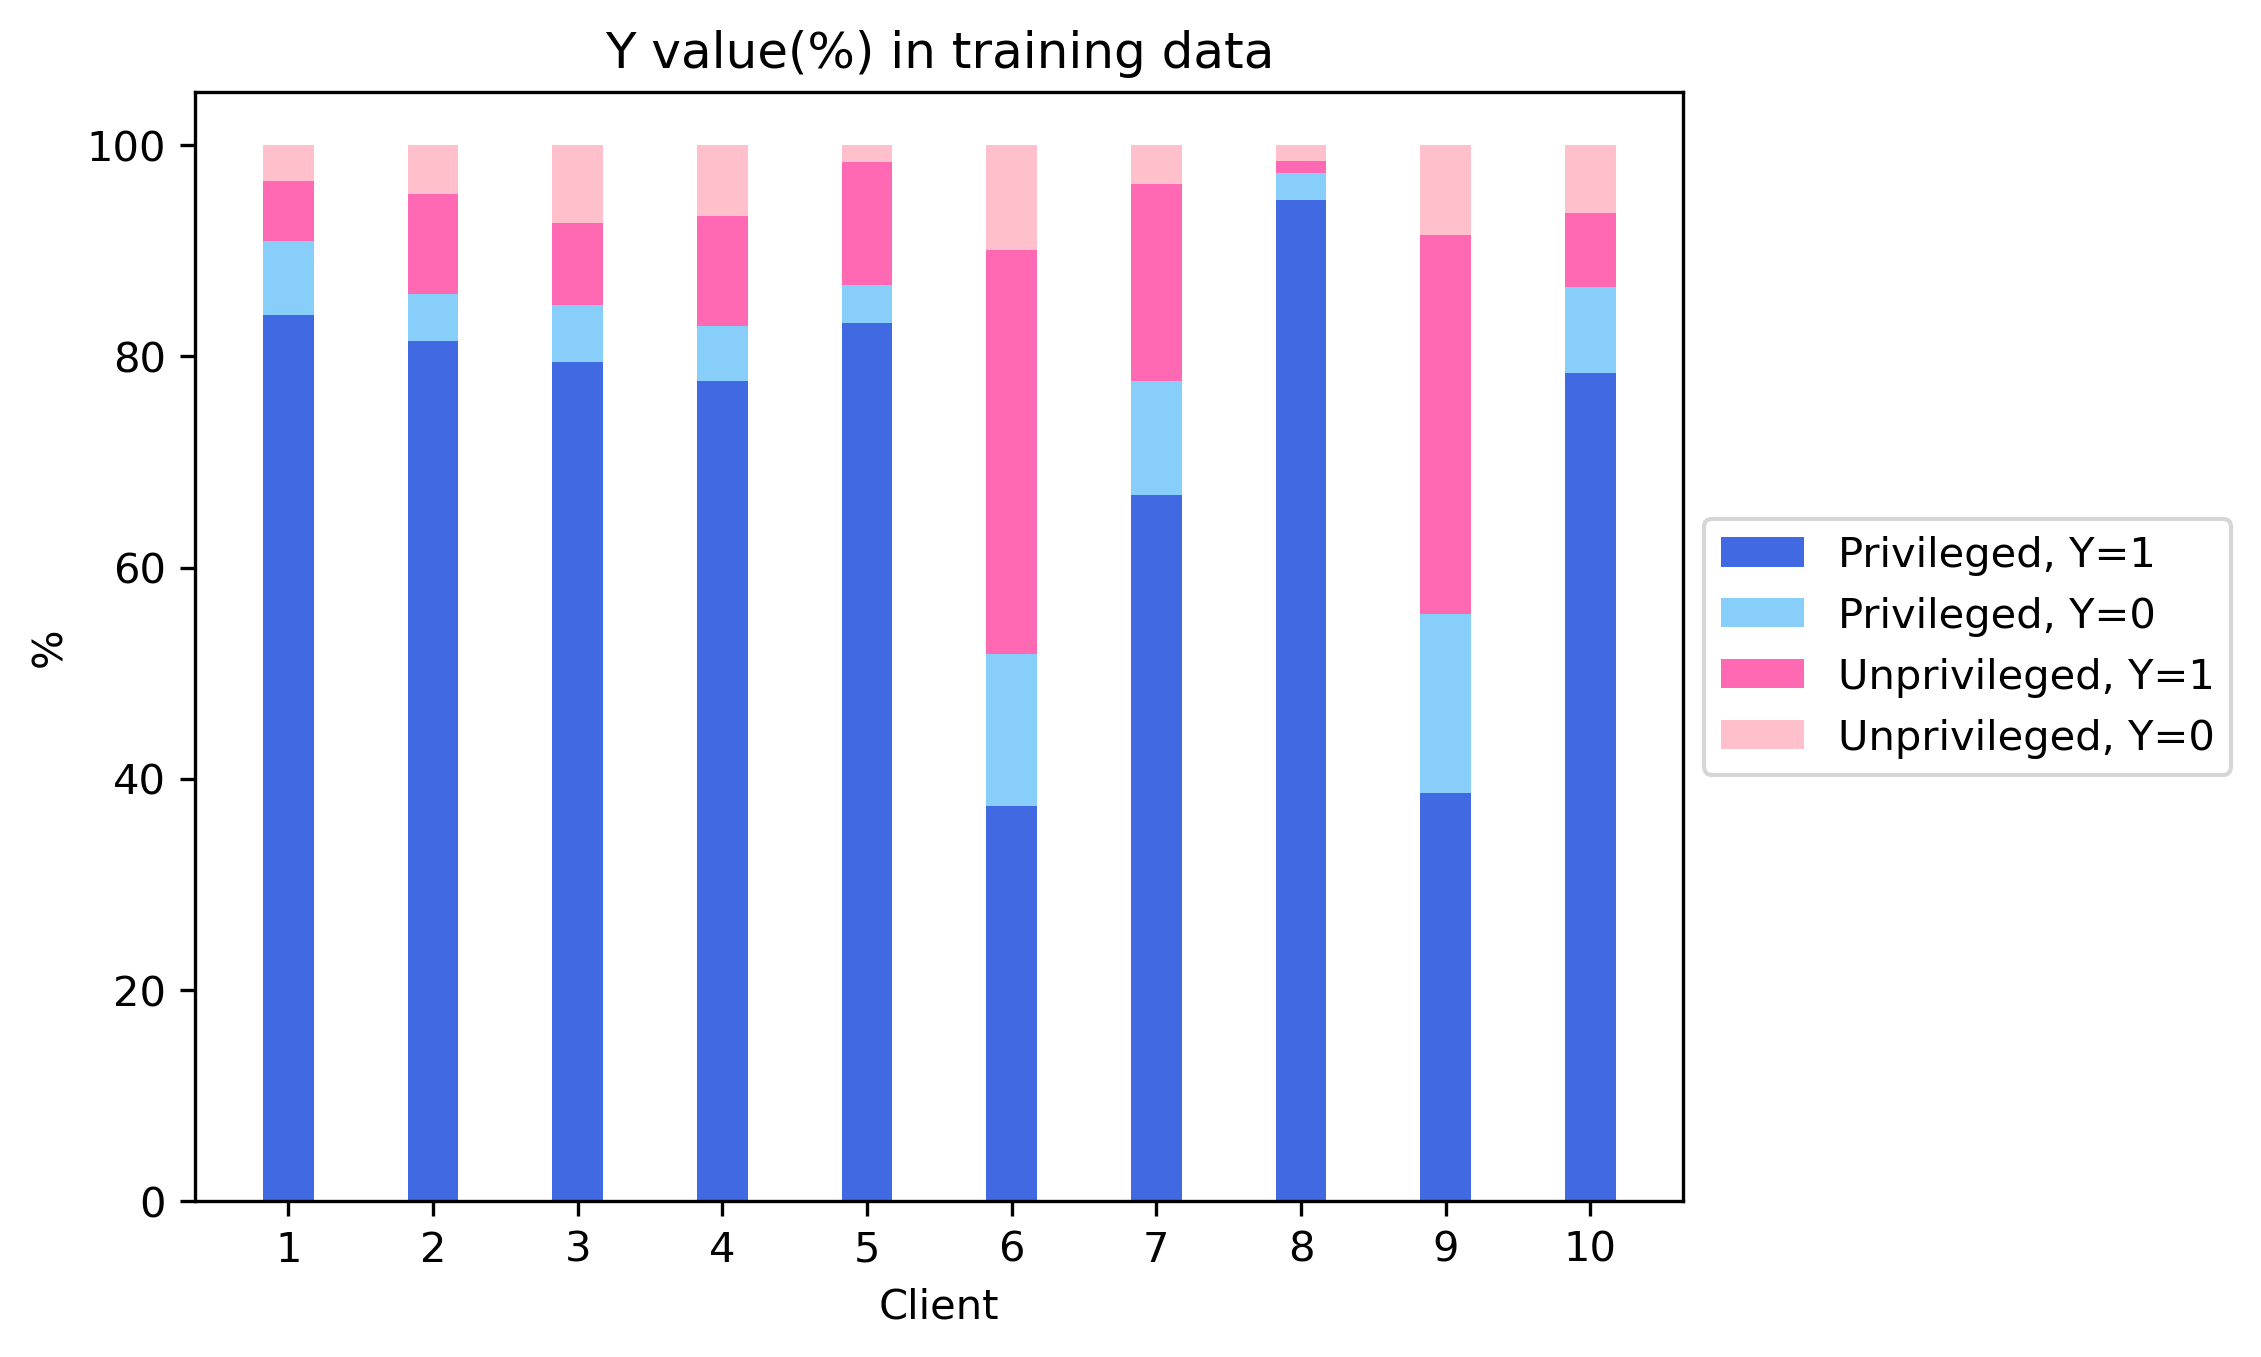 Y value(%) in training data
100
80
60
40
20
0
%
1 2 3 4 5 6 7 8 9 10
Client
Privileged, Y=1
Privileged, Y=0
Unprivileged, Y=1
Unprivileged, Y=0